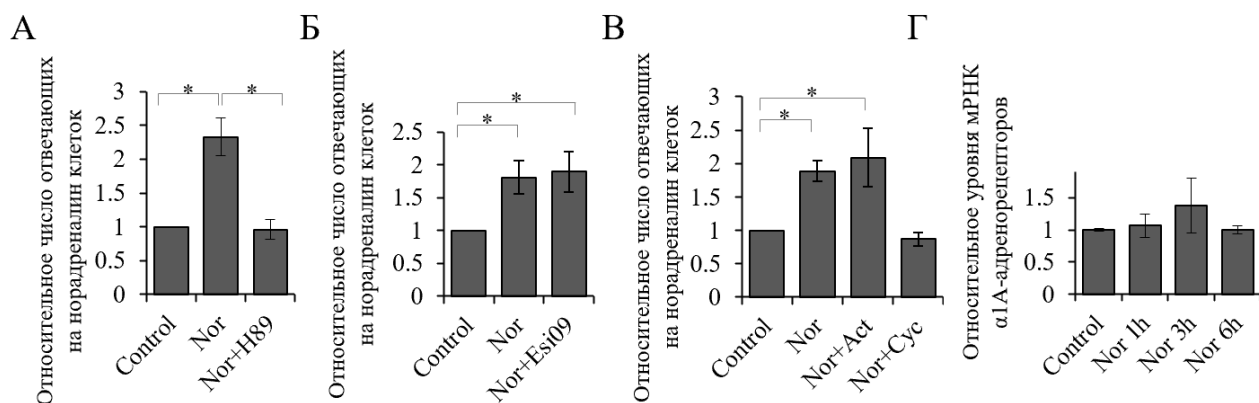 А
Относительное число отвечающих
на норадреналин клеток
3
2.5
2
1.5
1
0.5
0
*
*
Control
Nor
Nor+H89
Б
Относительное число отвечающих
на норадреналин клеток
2.5
2
1.5
1
0.5
0
*
*
Control
Nor
Nor+Esi09
В
Относительное число отвечающих
на норадреналин клеток
3
2.5
2
1.5
1
0.5
0
*
*
Control
Nor
Nor+Act
Nor+Cyc
Г
Относительное уровня мРНК
α1А-адренорецепторов
1.5
1
0.5
0
Control
Nor 1h
Nor 3h
Nor 6h